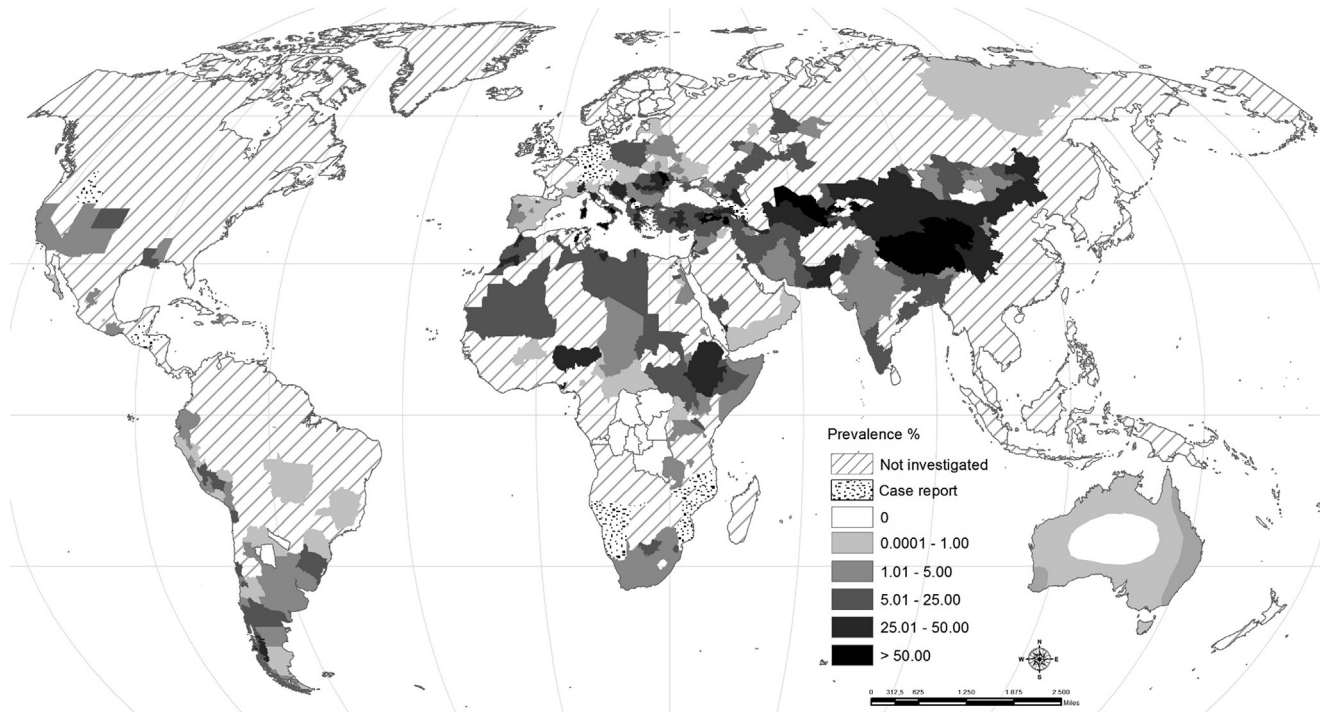 Prevalence %
Not investigated
Case report
0
0.0001 - 1.00
1.01 - 5.00
5.01 - 25.00
25.01 - 50.00
> 50.00
N
W E
S
0 312,5 625 1.250 1.875 2.500
Miles